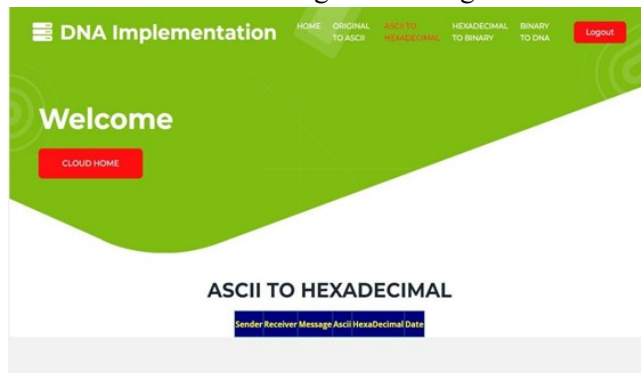 DNA Implementation
HOME
ORIGINAL
TO ASCII
ASCII TO
HEXADECIMAL
HEXADECIMAL
TO BINARY
BINARY
TO DNA
Logout
Welcome
CLOUD HOME
ASCII TO HEXADECIMAL
Sender Receiver Message Ascii HexaDecimal Date